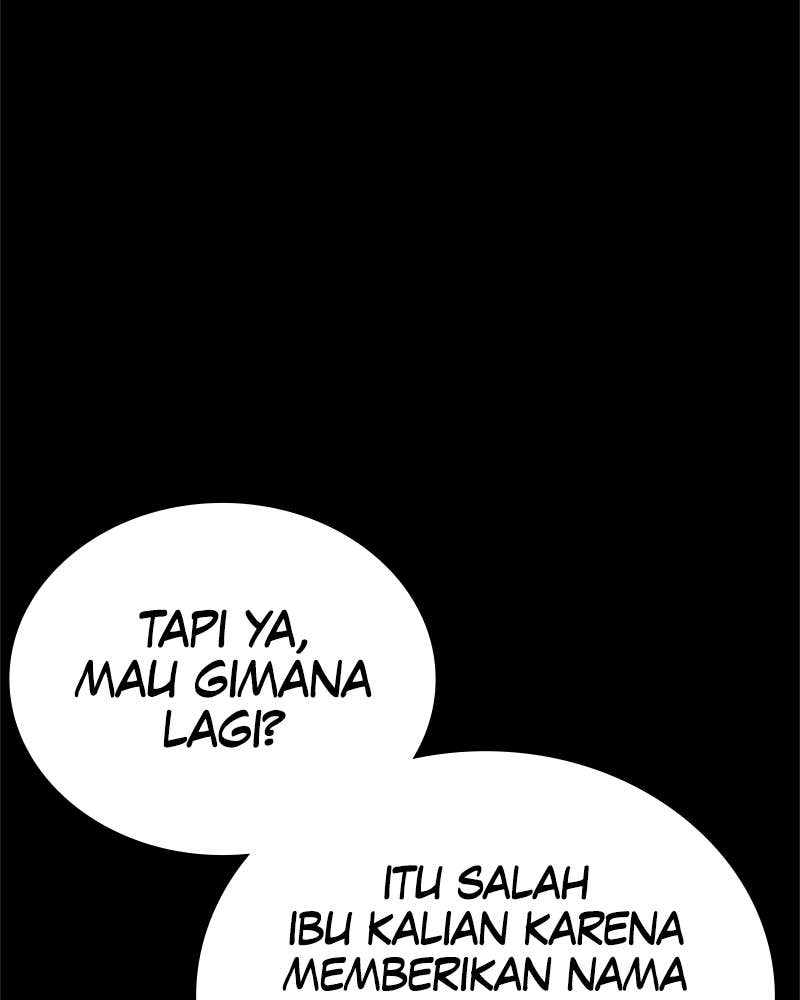 TAPI YA,
MAU GIMANA
LAGI?
ITU SALAH
IBU KALIAN KARENA
MEMBERIKAN NAMA